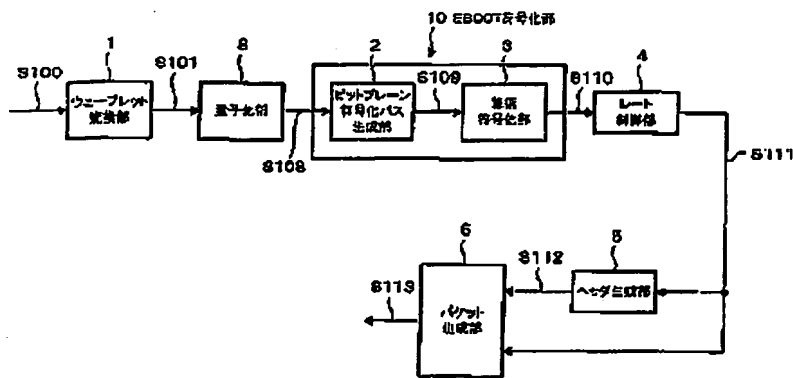 10 EBCOT符号化部
1
8
2
3
4
S100
S101
S109
S110
ウェーブレット
変換部
量子化部
ビットプレーン
符号化パス
生成部
算術
符号化部
レート
制御部
S108
S111
6
5
S112
S113
ヘッダ生成部
パケット
生成部